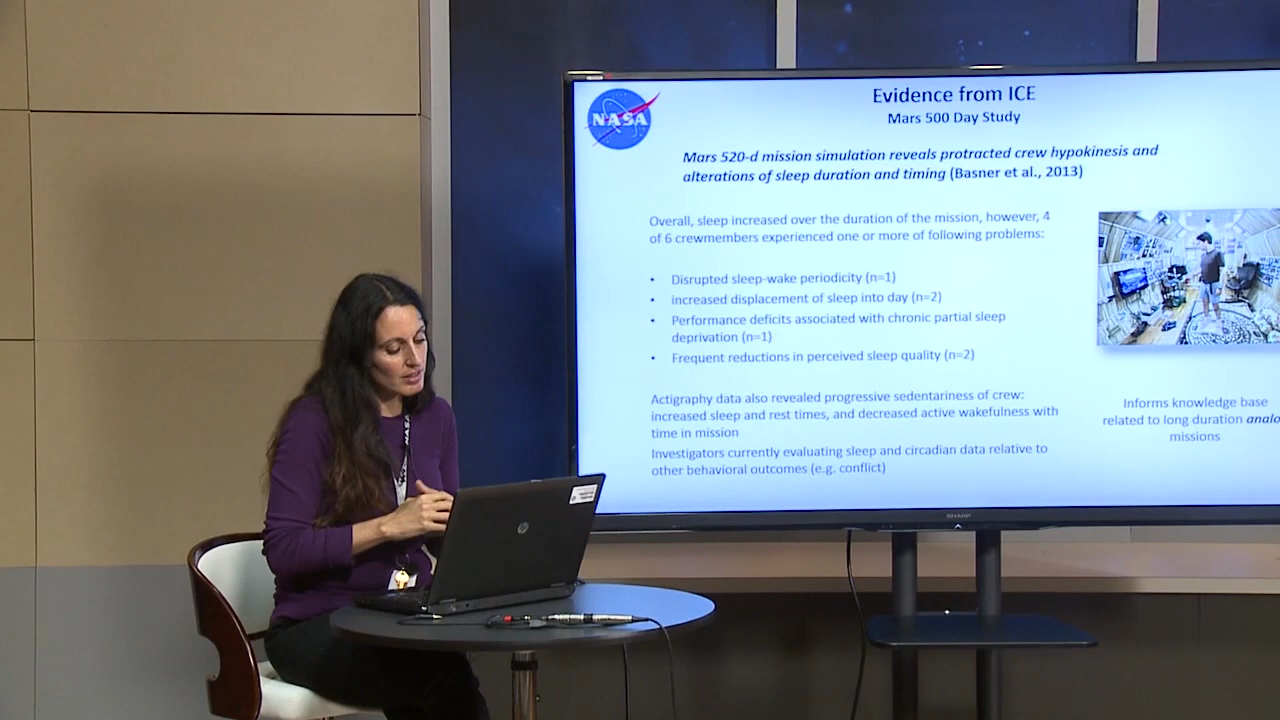 Evidence from ICE
Mars 500 Day Study
NASA
Mars 520-d mission simulation reveals protracted crew hypokinesis and
alterations of sleep duration and timing (Basner et al., 2013)
Overall, sleep increased over the duration of the mission, however, 4
of 6 crewmembers experienced one or more of following problems:
• Disrupted sleep-wake periodicity (n=1)
• increased displacement of sleep into day (n=2)
• Performance deficits associated with chronic partial sleep
deprivation (n=1)
• Frequent reductions in perceived sleep quality (n=2)
Actigraphy data also revealed progressive sedentariness of crew:
increased sleep and rest times, and decreased active wakefulness with
time in mission
Investigators currently evaluating sleep and circadian data relative to
other behavioral outcomes (e.g. conflict)
Informs knowledge base
related to long duration analo
missions
SHARP
NASA
hp